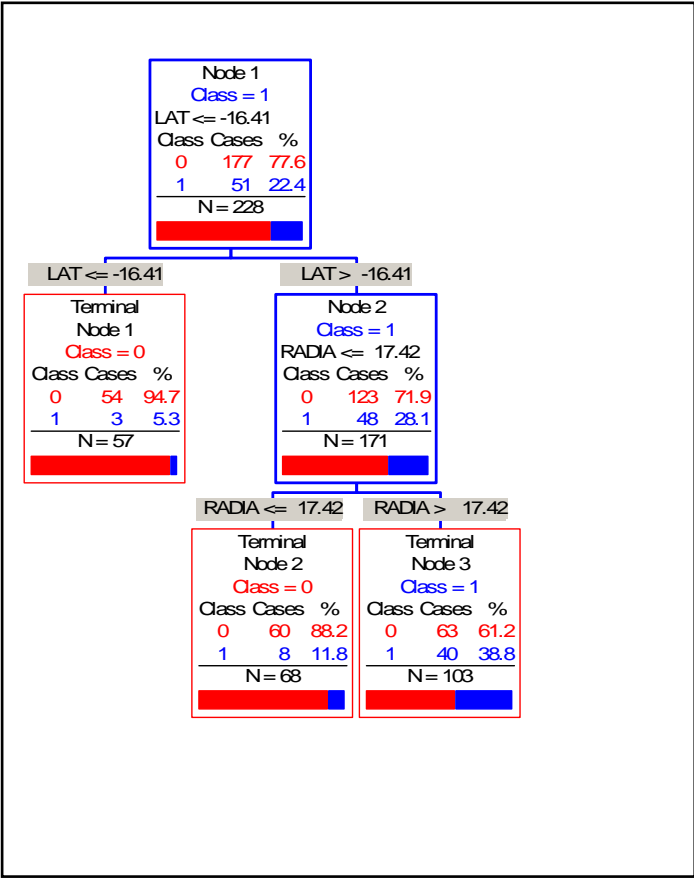 Node 1
Class = 1
LAT <= -16.41
Class Cases %
0 177 77.6
1 51 22.4
N = 228
LAT <= -16.41
LAT > -16.41
Terminal
Node 1
Class = 0
Class Cases %
0 54 94.7
1 3 5.3
N = 57
Node 2
Class = 1
RADIA <= 17.42
Class Cases %
0 123 71.9
1 48 28.1
N = 171
RADIA <= 17.42
RADIA > 17.42
Terminal
Node 2
Class = 0
Class Cases %
0 60 88.2
1 8 11.8
N = 68
Terminal
Node 3
Class = 1
Class Cases %
0 63 61.2
1 40 38.8
N = 103